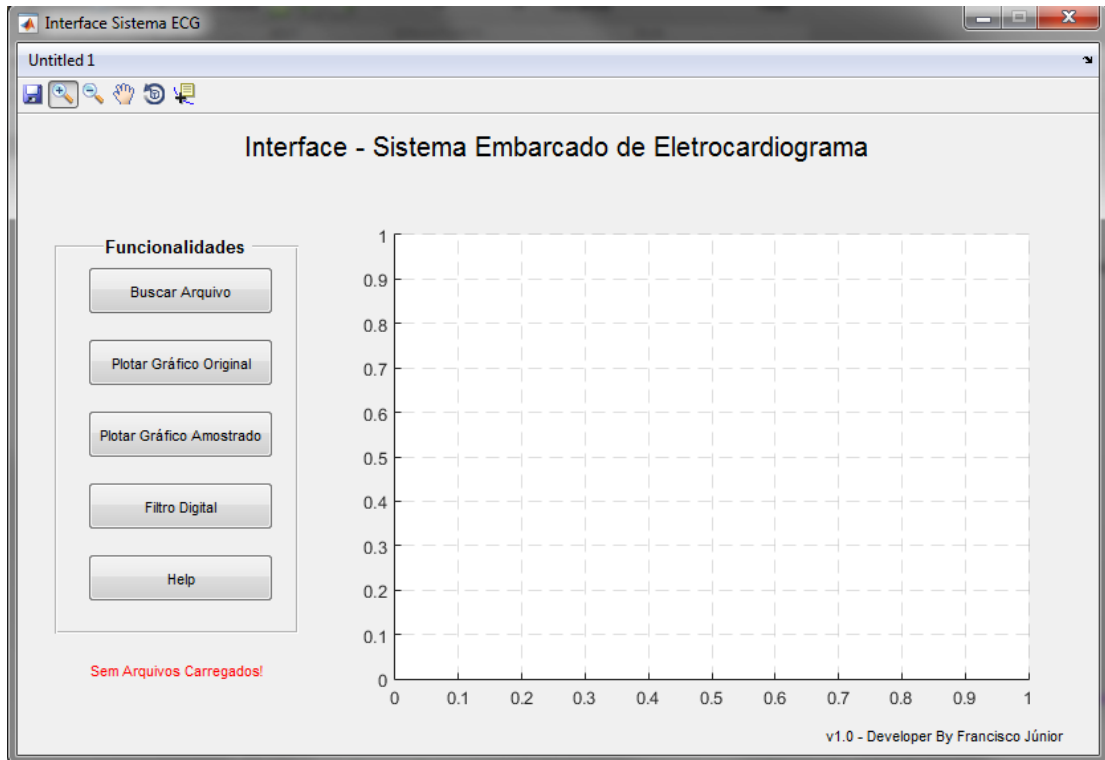 Interface Sistema ECG
Untitled 1
Interface - Sistema Embarcado de Eletrocardiograma
Funcionalidades
Buscar Arquivo
Plotar Gráfico Original
Plotar Gráfico Amostrado
Filtro Digital
Help
Sem Arquivos Carregados!
1
0.9
0.8
0.7
0.6
0.5
0.4
0.3
0.2
0.1
0
0 0.1 0.2 0.3 0.4 0.5 0.6 0.7 0.8 0.9 1
v1.0 - Developer By Francisco Júnior